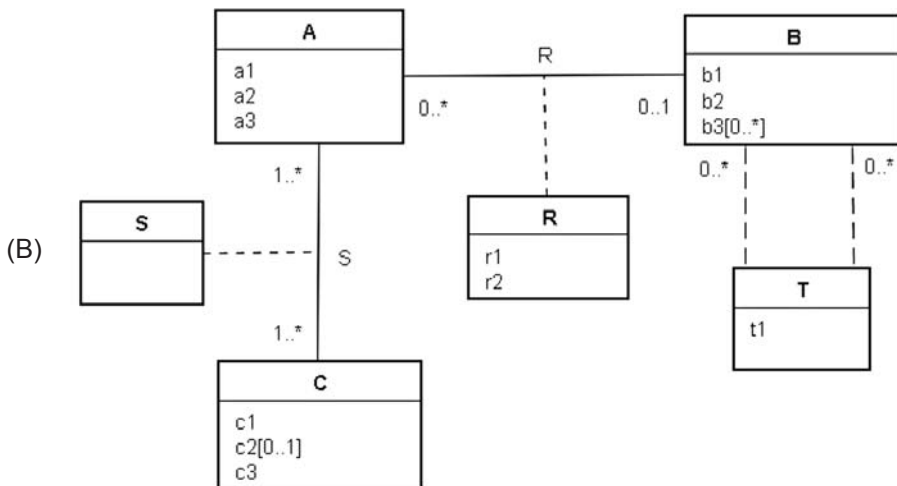 A
a1
a2
a3
R
0..*
0..1
B
b1
b2
b3[0..*]
0..*
0..*
1..*
(B)
S
S
R
r1
r2
T
t1
1..*
C
c1
c2[0..1]
c3